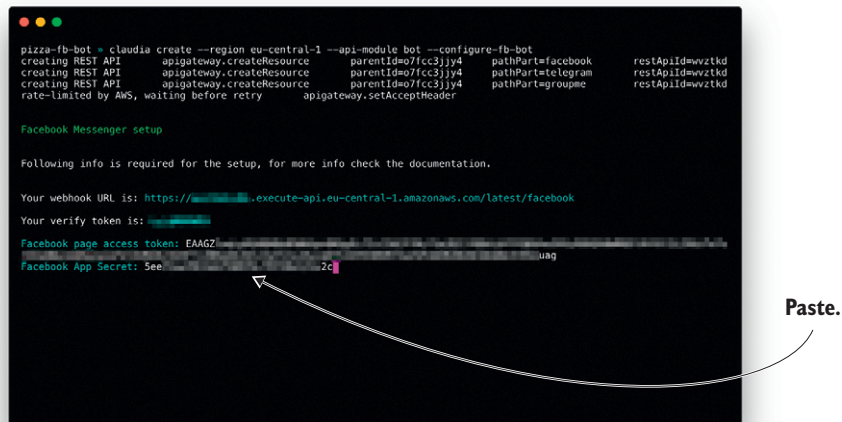 pizza-fb-bot » claudia create --region eu-central-1 --api-module bot --configure-fb-bot
creating REST API apigateway.createResource parentId=o7fcc3jjy4 pathPart=facebook restApiId=wvztkd
creating REST API apigateway.createResource parentId=o7fcc3jjy4 pathPart=telegram restApiId=wvztkd
creating REST API apigateway.createResource parentId=o7fcc3jjy4 pathPart=groupme restApiId=wvztkd
rate-limited by AWS, waiting before retry apigateway.setAcceptHeader
Facebook Messenger setup
Following info is required for the setup, for more info check the documentation.
Your webhook URL is: https:// .execute-api.eu-central-1.amazonaws.com/latest/facebook
Your verify token is:
Facebook page access token: EAAGZ
uag
Facebook App Secret: 5ee 2c
Paste.